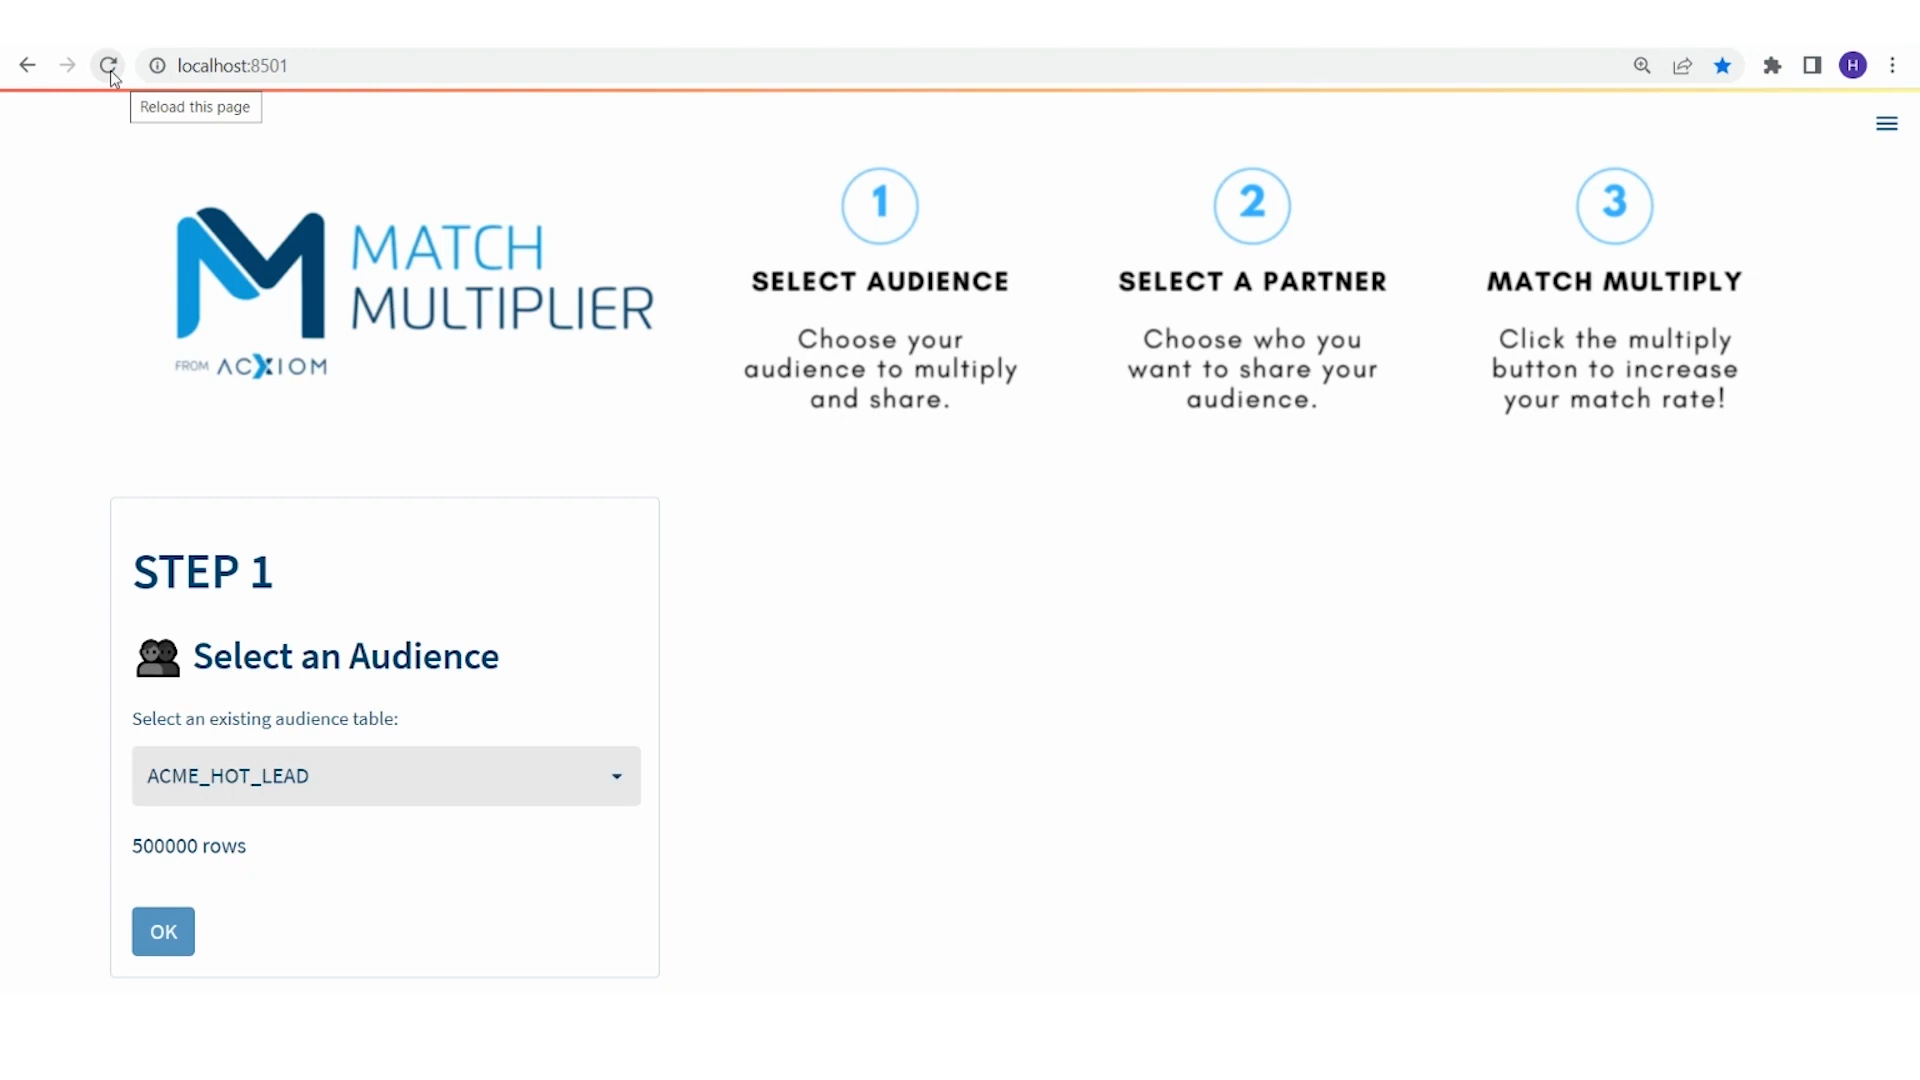 localhost:8501
H
Reload this page
MATCH
MULTIPLIER
FROM ACXIOM
1
SELECT AUDIENCE
Choose your
audience to multiply
and share.
2
SELECT A PARTNER
Choose who you
want to share your
audience.
3
MATCH MULTIPLY
Click the multiply
button to increase
your match rate!
STEP 1
Select an Audience
Select an existing audience table:
ACME_HOT_LEAD
500000 rows
OK